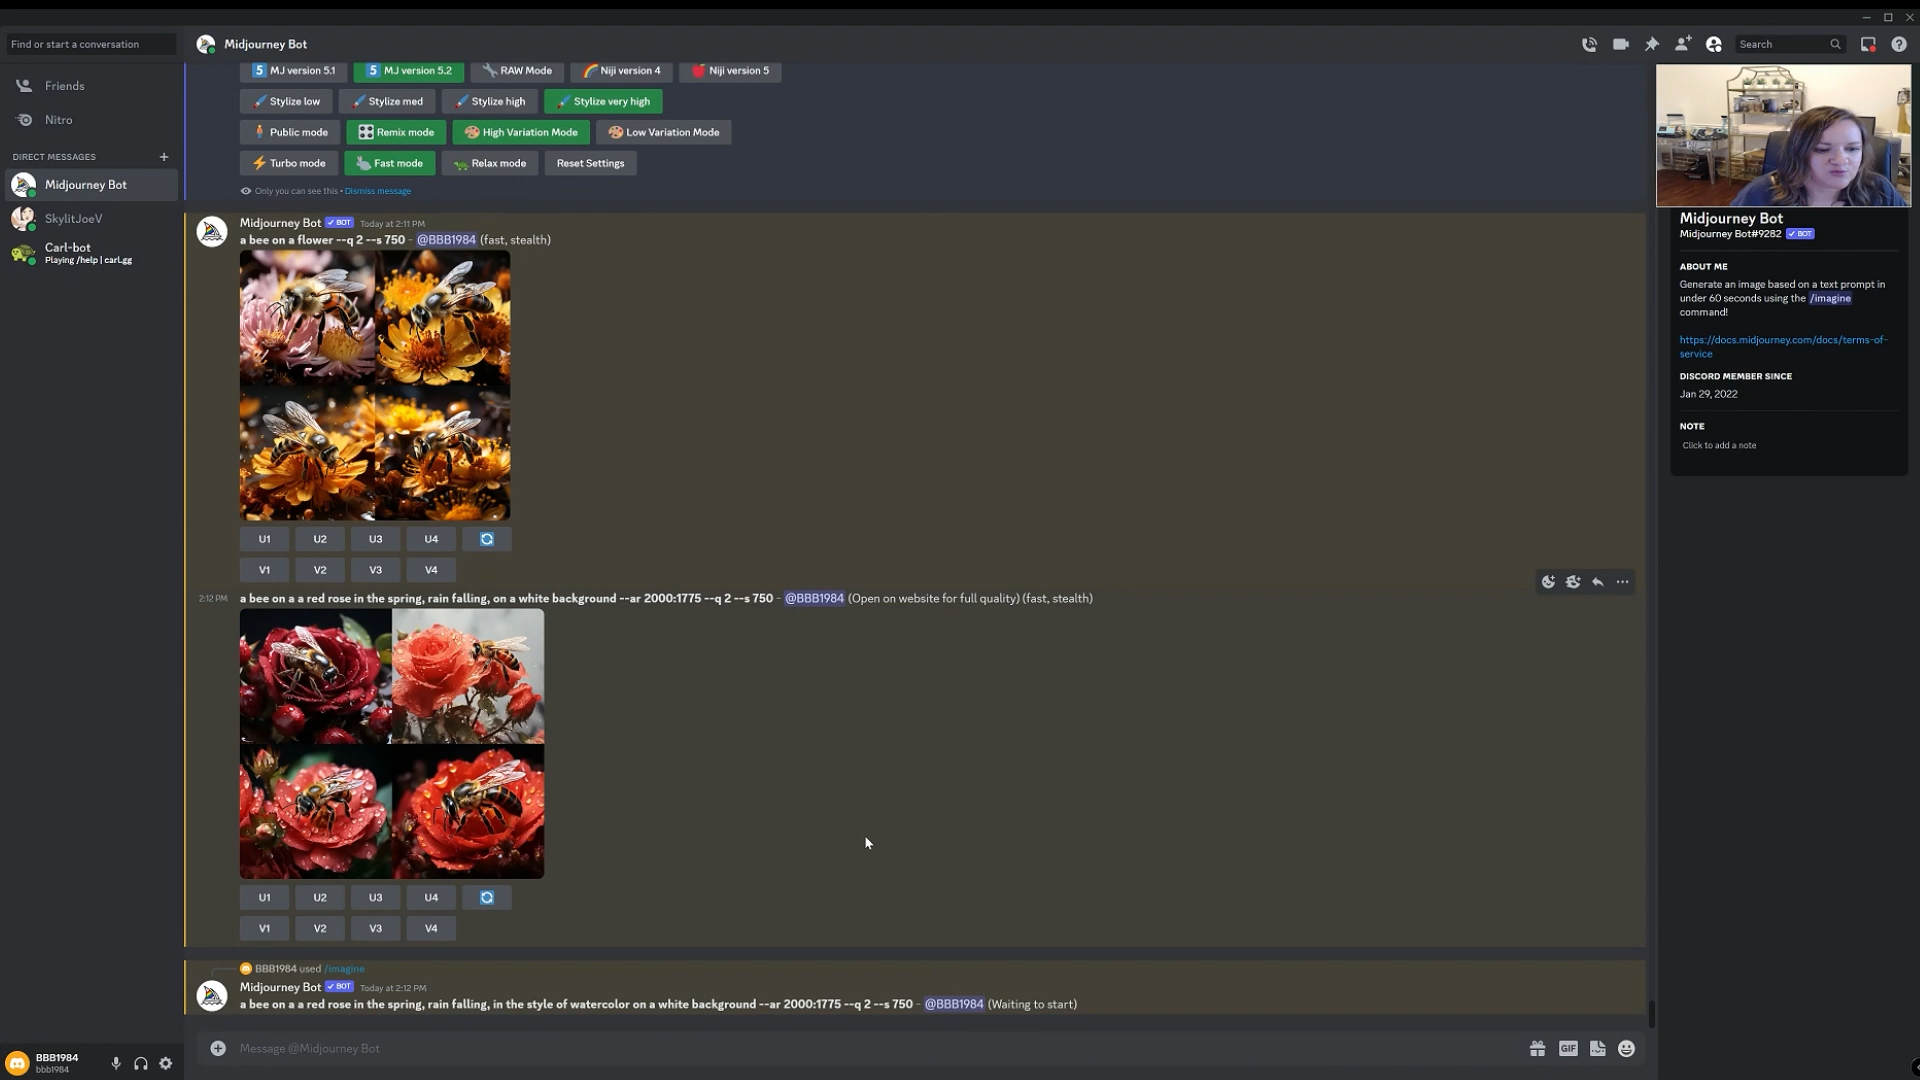 Find or start a conversation
Midjourney Bot
Search
Friends
Nitro
DIRECT MESSAGES
Midjourney Bot
SkylitJoeV
Carl-bot
Playing /help | carl.gg
5 MJ version 5.1
5 MJ version 5.2
RAW Mode
Niji version 4
Niji version 5
Stylize low
Stylize med
Stylize high
Stylize very high
Public mode
Remix mode
High Variation Mode
Low Variation Mode
Turbo mode
Fast mode
Relax mode
Reset Settings
Only you can see this • Dismiss message
Midjourney Bot ✓ BOT Today at 2:11 PM
a bee on a flower --q 2 --s 750 - @BBB1984 (fast, stealth)
U1 U2 U3 U4
V1 V2 V3 V4
2:12 PM a bee on a a red rose in the spring, rain falling, on a white background --ar 2000:1775 --q 2 --s 750 - @BBB1984 (Open on website for full quality) (fast, stealth)
U1 U2 U3 U4
V1 V2 V3 V4
BBB1984 used /imagine
Midjourney Bot ✓ BOT Today at 2:12 PM
a bee on a a red rose in the spring, rain falling, in the style of watercolor on a white background --ar 2000:1775 --q 2 --s 750 - @BBB1984 (Waiting to start)
Message @Midjourney Bot
GIF
BBB1984
bbb1984
Midjourney Bot
Midjourney Bot#9282 ✓ BOT
ABOUT ME
Generate an image based on a text prompt in
under 60 seconds using the /imagine
command!
https://docs.midjourney.com/docs/terms-of-
service
DISCORD MEMBER SINCE
Jan 29, 2022
NOTE
Click to add a note